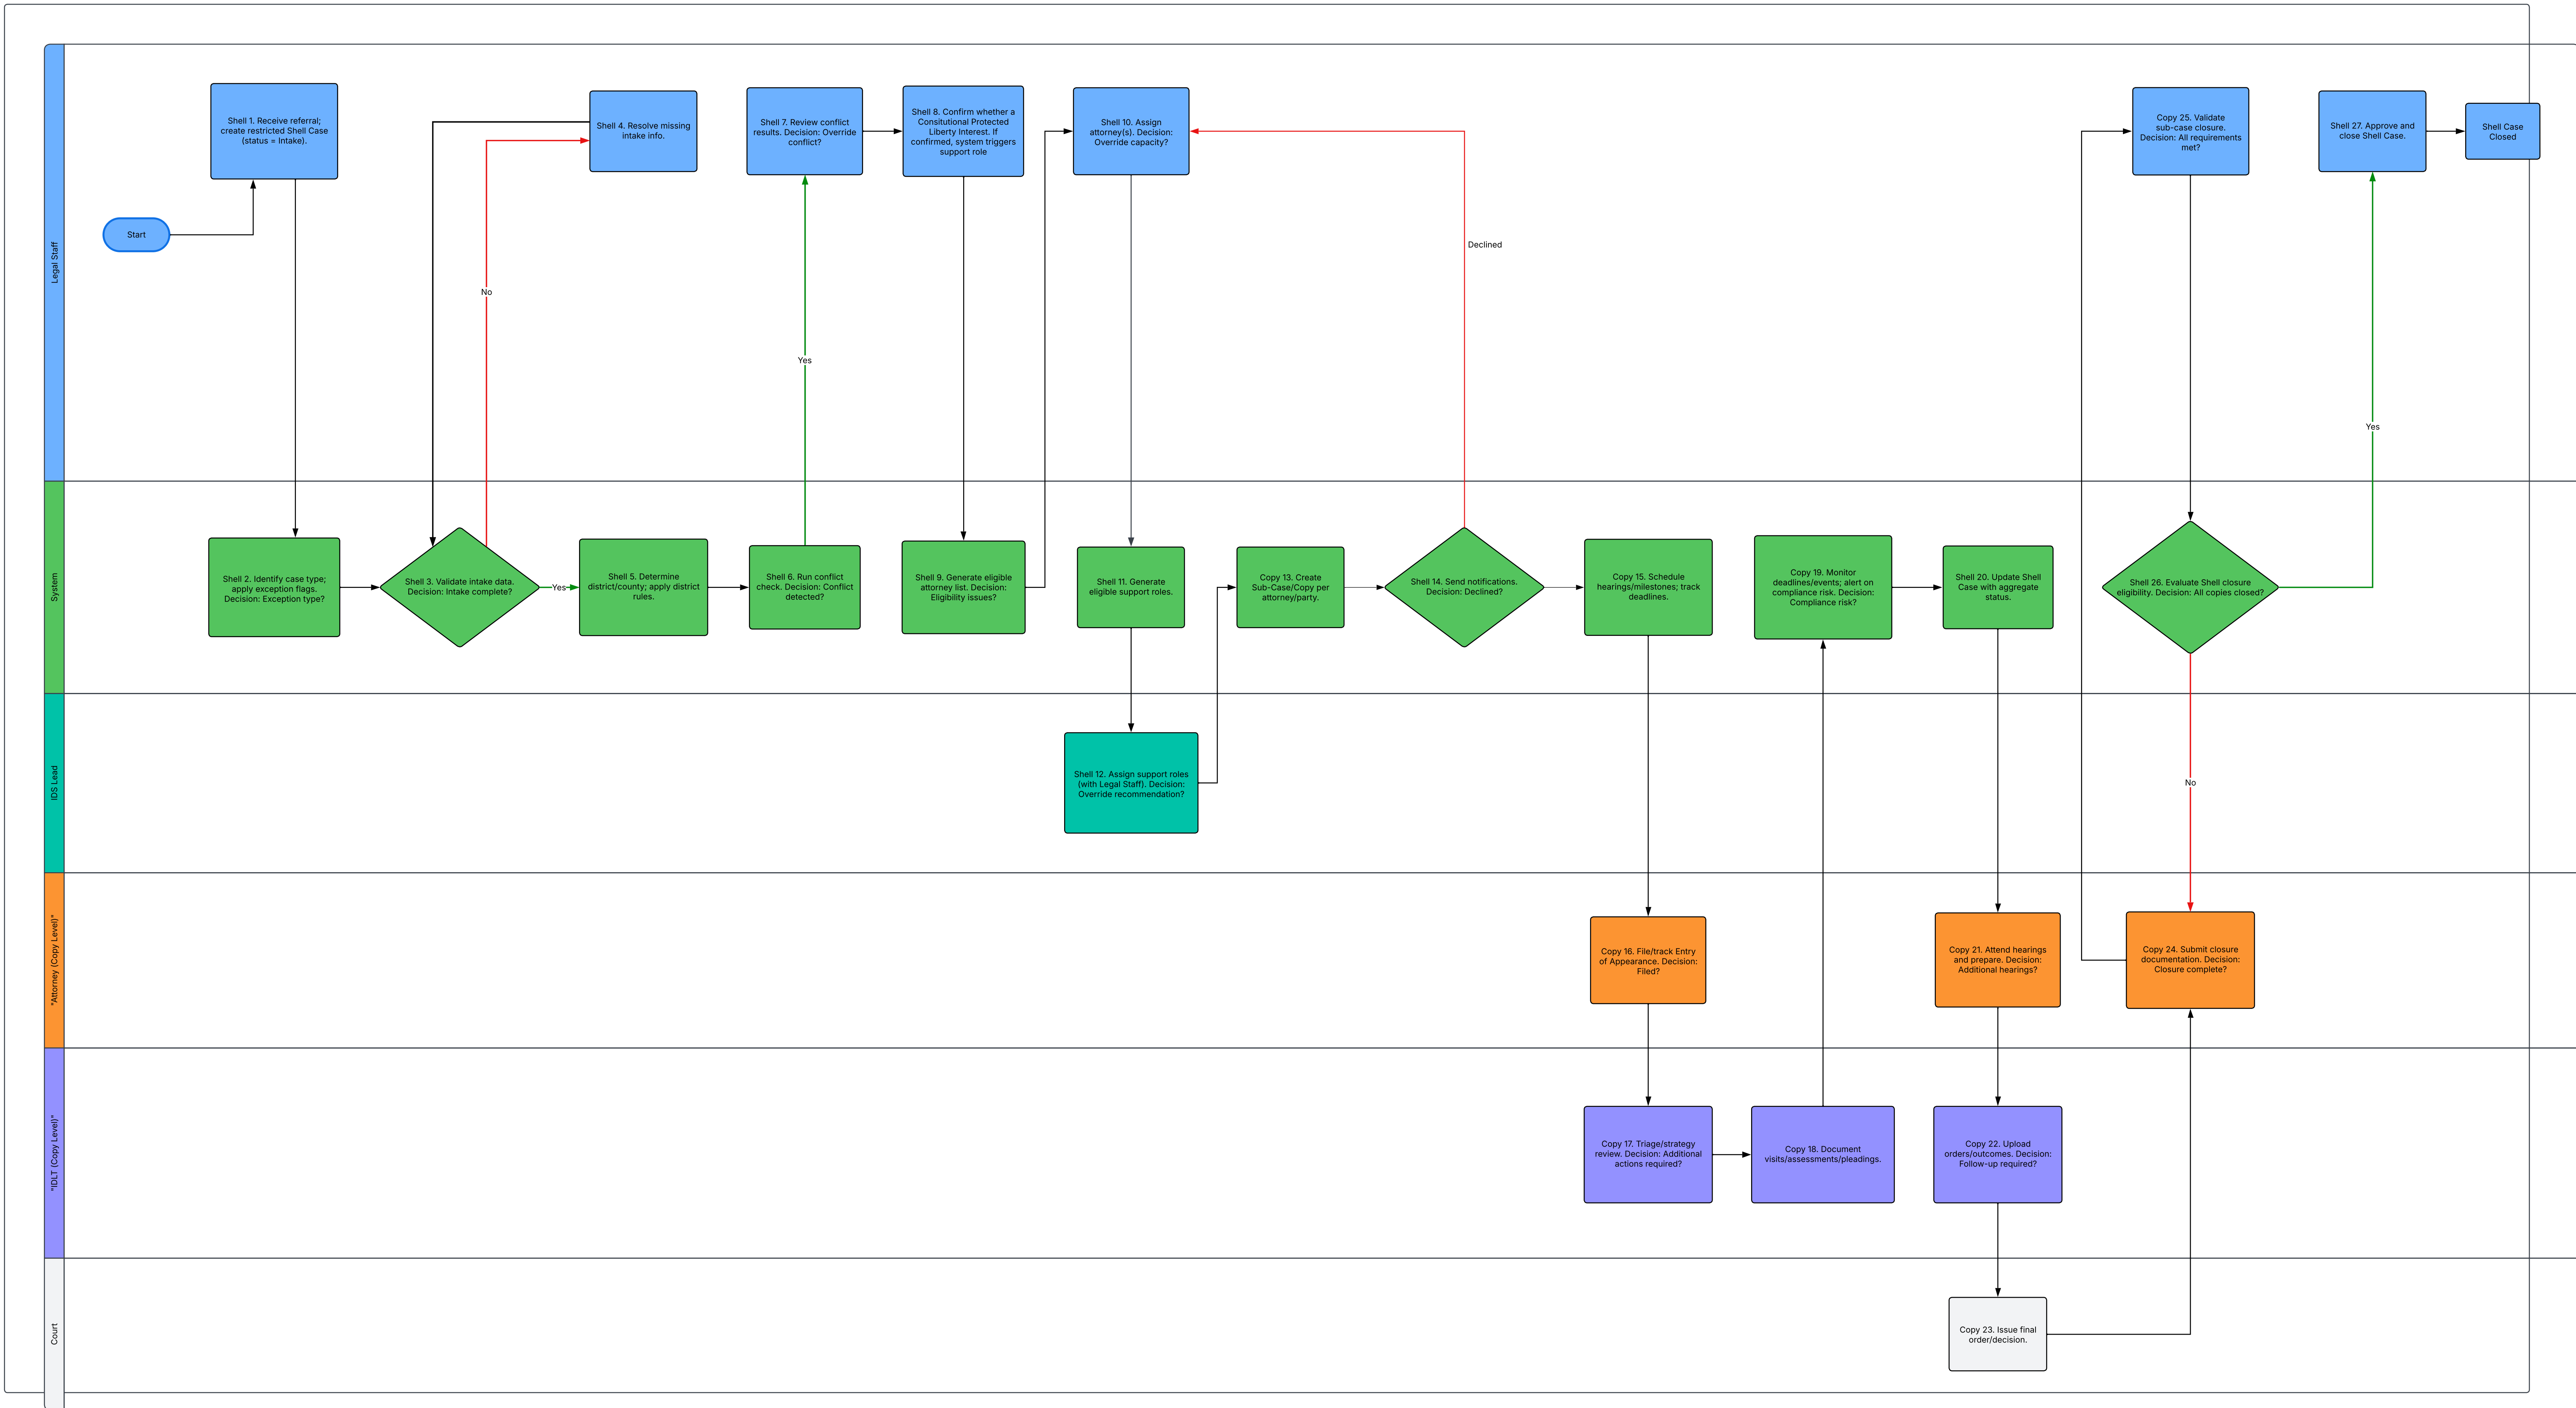 Legal Staff
Start
Shell 1. Receive referral;
create restricted Shell Case
(status = Intake).
Shell 4. Resolve missing
intake info.
No
Shell 7. Review conflict
results. Decision: Override
conflict?
Yes
Shell 8. Confirm whether a
Consitutional Protected
Liberty Interest. If
confirmed, system triggers
support role
Shell 10. Assign
attorney(s). Decision:
Override capacity?
Declined
Copy 25. Validate
sub-case closure.
Decision: All requirements
met?
Shell 27. Approve and
close Shell Case.
Yes
Shell Case
Closed
System
Shell 2. Identify case type;
apply exception flags.
Decision: Exception type?
Shell 3. Validate intake data.
Decision: Intake complete?
Yes
Shell 5. Determine
district/county; apply district
rules.
Shell 6. Run conflict
check. Decision: Conflict
detected?
Shell 9. Generate eligible
attorney list. Decision:
Eligibility issues?
Shell 11. Generate
eligible support roles.
Copy 13. Create
Sub-Case/Copy per
attorney/party.
Shell 14. Send notifications.
Decision: Declined?
Copy 15. Schedule
hearings/milestones; track
deadlines.
Copy 19. Monitor
deadlines/events; alert on
compliance risk. Decision:
Compliance risk?
Shell 20. Update Shell
Case with aggregate
status.
Shell 26. Evaluate Shell closure
eligibility. Decision: All copies closed?
No
IDS Lead
Shell 12. Assign support roles
(with Legal Staff). Decision:
Override recommendation?
"Attorney (Copy Level)"
Copy 16. File/track Entry
of Appearance. Decision:
Filed?
Copy 21. Attend hearings
and prepare. Decision:
Additional hearings?
Copy 24. Submit closure
documentation. Decision:
Closure complete?
"IDLT (Copy Level)"
Copy 17. Triage/strategy
review. Decision: Additional
actions required?
Copy 18. Document
visits/assessments/pleadings.
Copy 22. Upload
orders/outcomes. Decision:
Follow-up required?
Court
Copy 23. Issue final
order/decision.